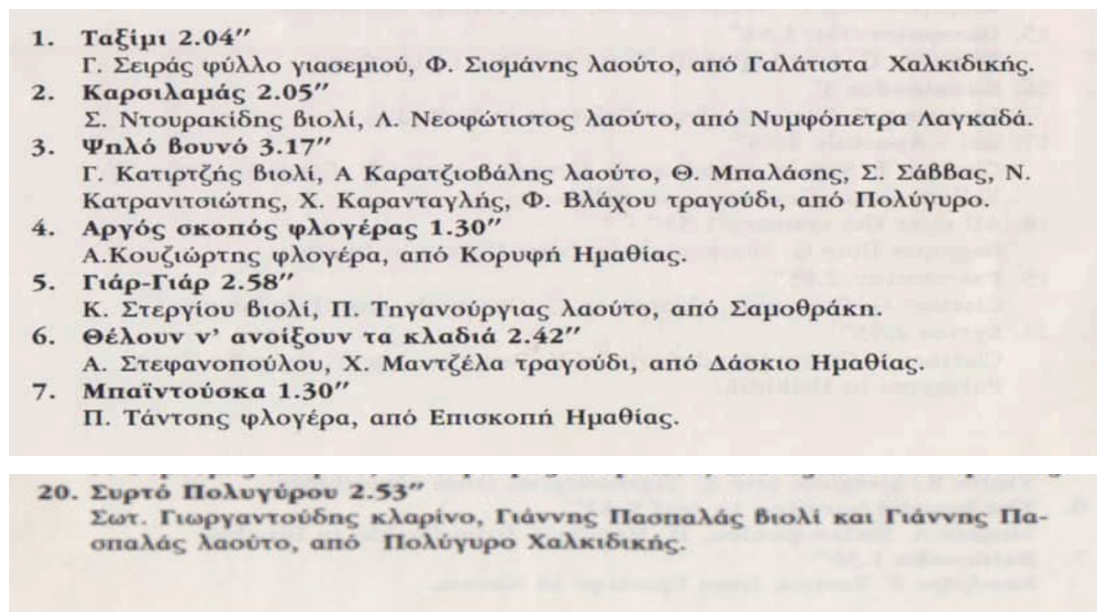 1. Ταξίμι 2.04″
Γ. Σειράς φύλλο γιασεμιού, Φ. Σισμάνης λαούτο, από Γαλάτιστα Χαλκιδικής.
2. Καρσιλαμάς 2.05″
Σ. Ντουρακίδης βιολί, Λ. Νεοφώτιστος λαούτο, από Νυμφόπετρα Λαγκαδά.
3. Ψηλό βουνό 3.17″
Γ. Κατιρτζής βιολί, Α Καρατζιοβάλης λαούτο, Θ. Μπαλάσης, Σ. Σάββας, Ν.
Κατρανιτσιώτης, Χ. Καρανταγλής, Φ. Βλάχου τραγούδι, από Πολύγυρο.
4. Αργός σκοπός φλογέρας 1.30″
Α.Κουζιώρτης φλογέρα, από Κορυφή Ημαθίας.
5. Γιάρ-Γιάρ 2.58″
Κ. Στεργίου βιολί, Π. Τηγανούργιας λαούτο, από Σαμοθράκη.
6. Θέλουν ν' ανοίξουν τα κλαδιά 2.42″
Α. Στεφανοπούλου, Χ. Μαντζέλα τραγούδι, από Δάσκιο Ημαθίας.
7. Μπαϊντούσκα 1.30″
Π. Τάντσης φλογέρα, από Επισκοπή Ημαθίας.
20. Συρτό Πολυγύρου 2.53″
Σωτ. Γιωργαντούδης κλαρίνο, Γιάννης Πασπαλάς βιολί και Γιάννης Πα-
σπαλάς λαούτο, από Πολύγυρο Χαλκιδικής.